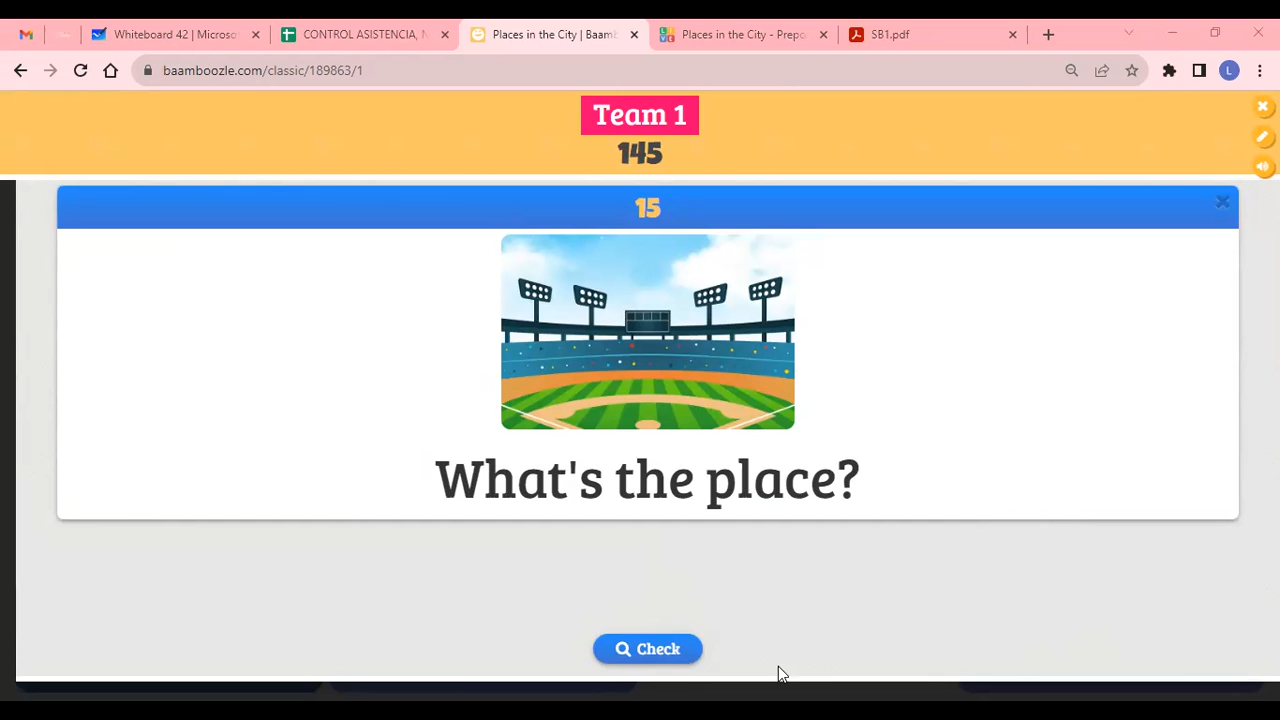 Whiteboard 42 | Microso
CONTROL ASISTENCIA, N
Places in the City | Baamb
Places in the City - Prepo
SB1.pdf
baamboozle.com/classic/189863/1
L
Team 1
145
15
What's the place?
Check